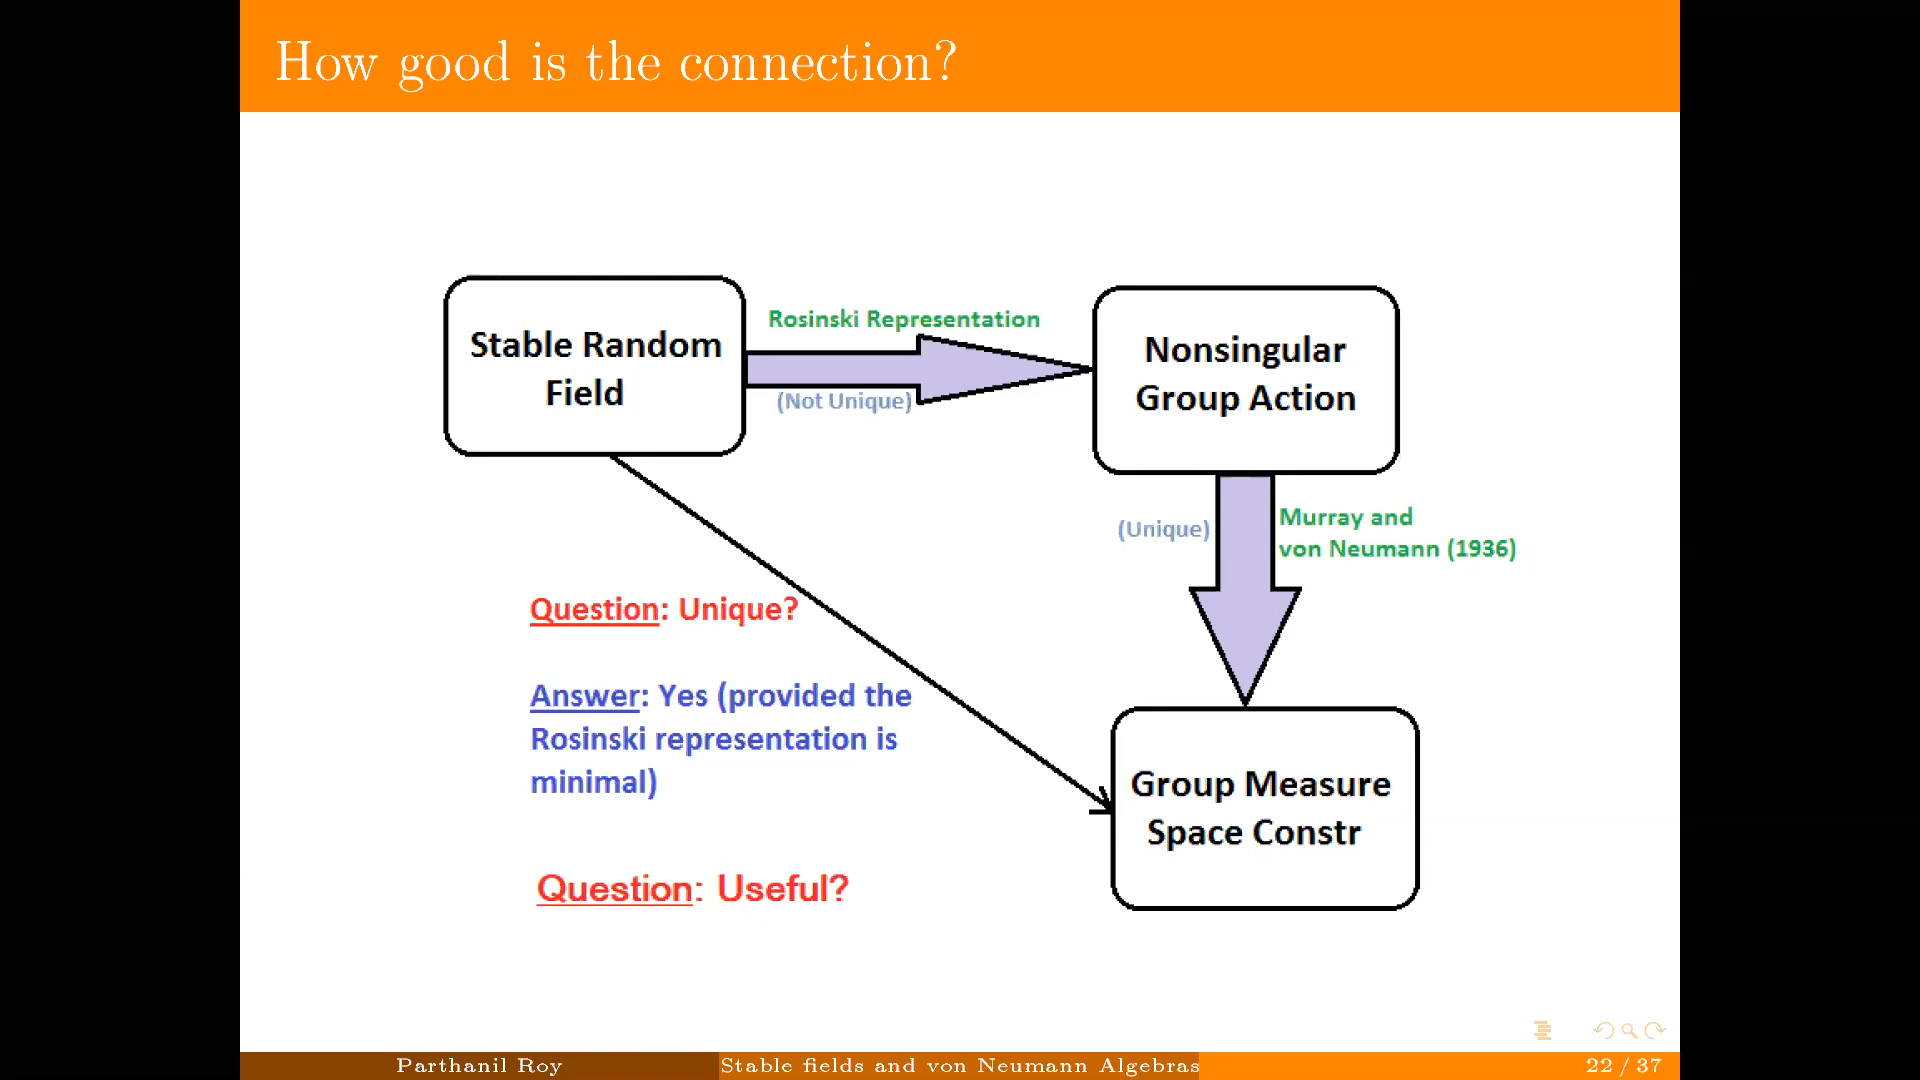 How good is the connection?
Stable Random
Field
Rosinski Representation
(Not Unique)
Nonsingular
Group Action
(Unique)
Murray and
von Neumann (1936)
Question: Unique?
Answer: Yes (provided the
Rosinski representation is
minimal)
Group Measure
Space Constr
Question: Useful?
Parthanil Roy
Stable fields and von Neumann Algebras
22 / 37